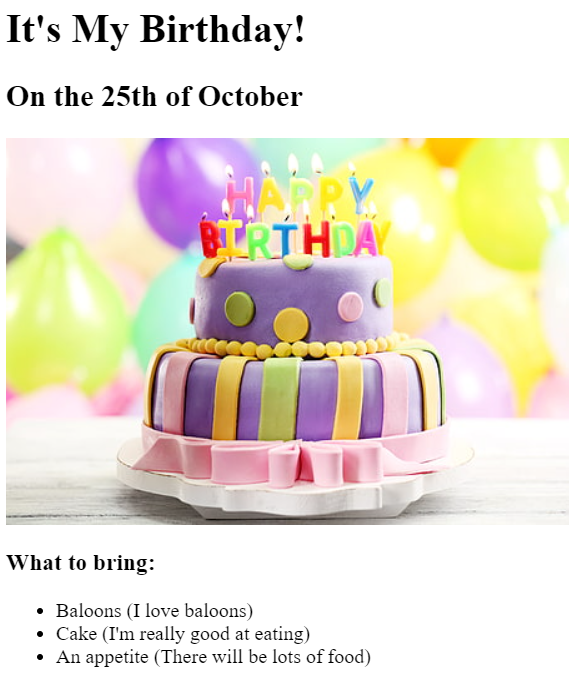 It's My Birthday!
On the 25th of October
HAPPY
BIRTHDAY
What to bring:
Baloons (I love baloons)
Cake (I'm really good at eating)
An appetite (There will be lots of food)